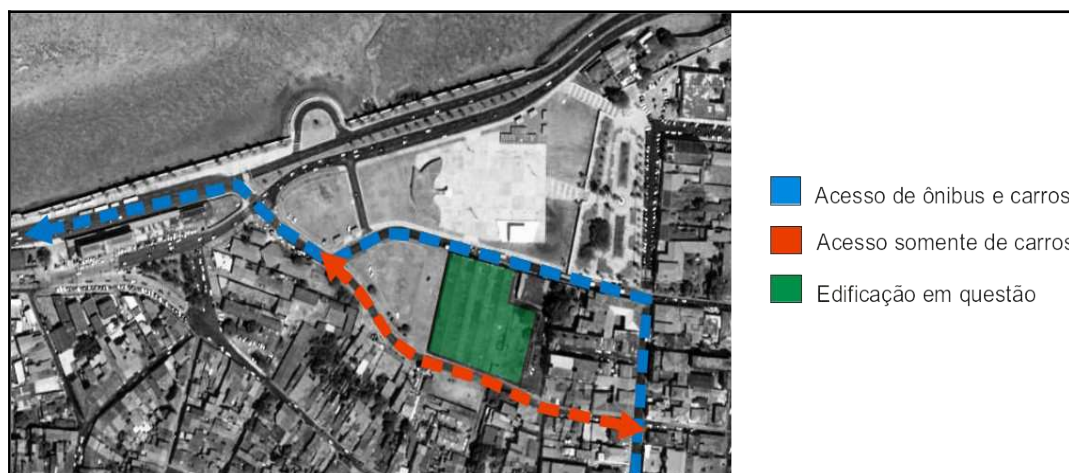 Acesso de ônibus e carros
Acesso somente de carros
Edificação em questão